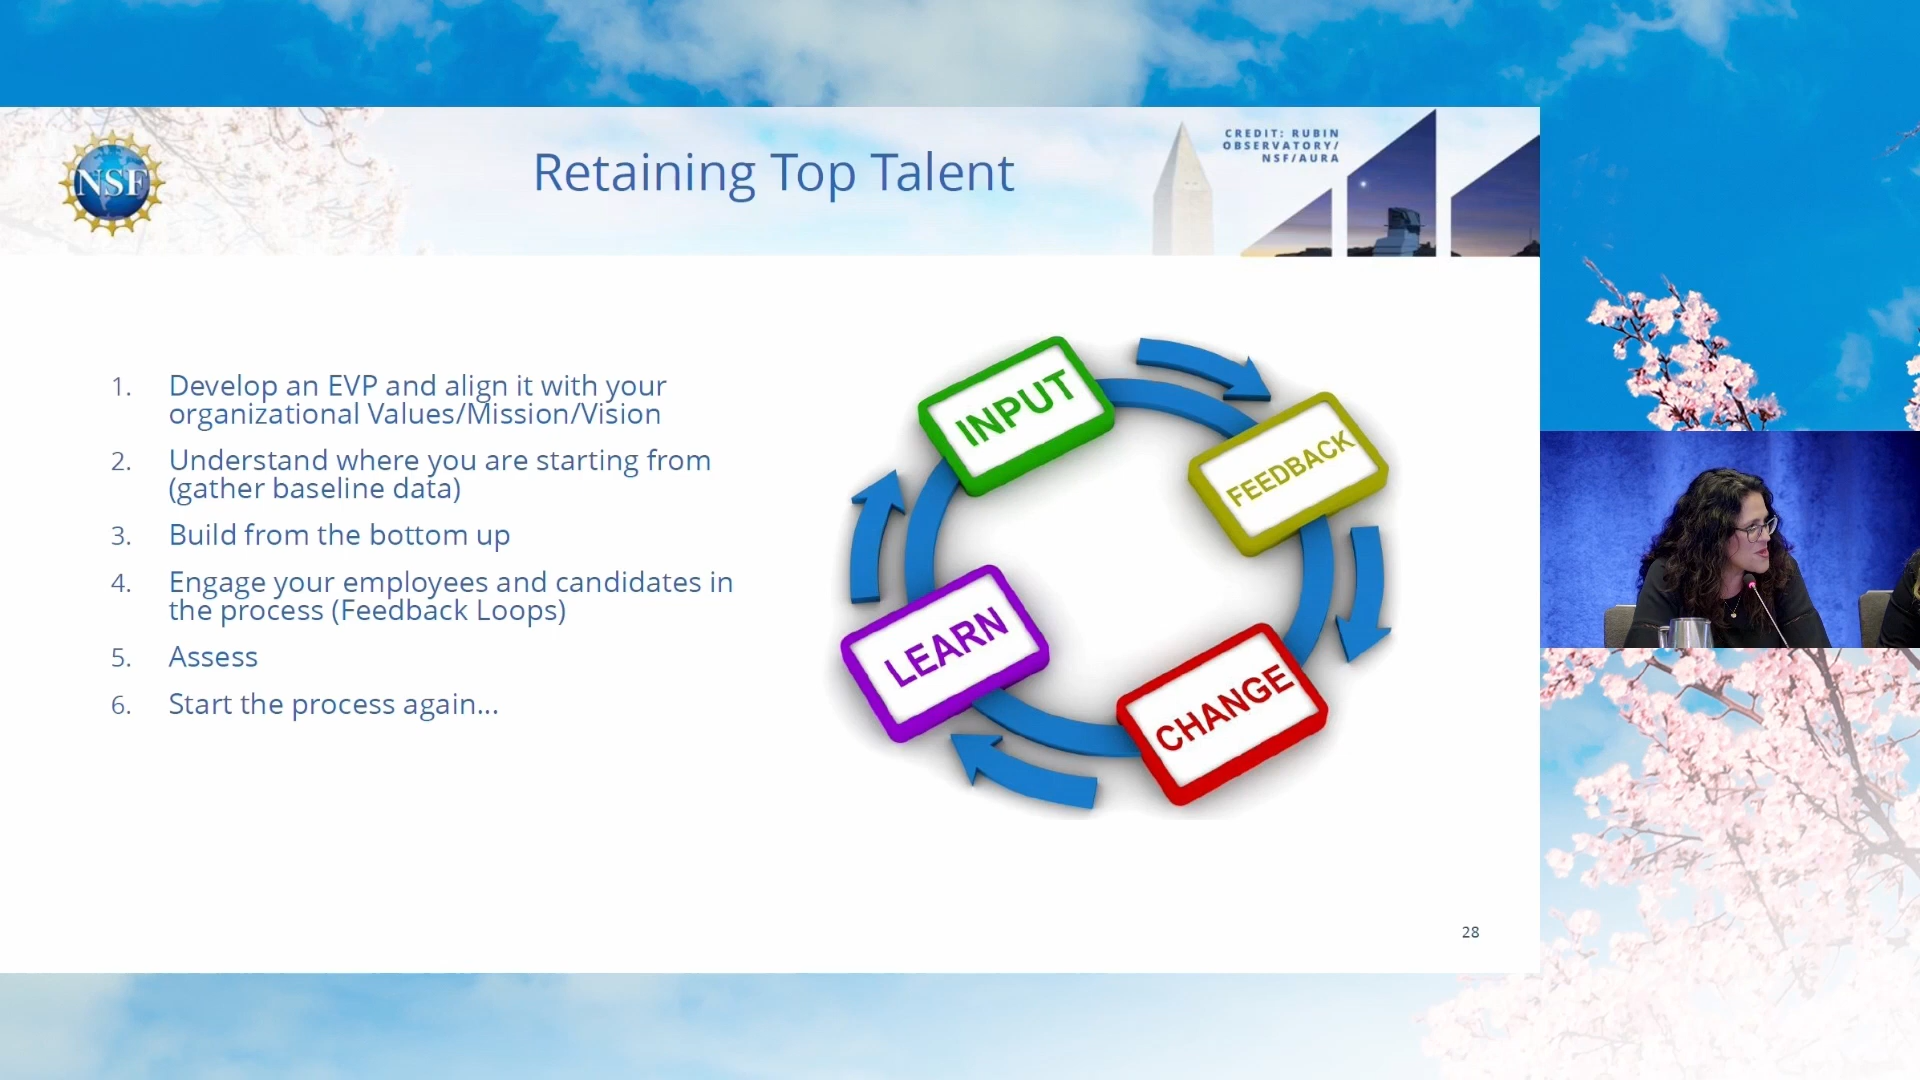 NSF
Retaining Top Talent
CREDIT: RUBIN
OBSERVATORY/
NSF/AURA
1. Develop an EVP and align it with your
organizational Values/Mission/Vision
2. Understand where you are starting from
(gather baseline data)
3. Build from the bottom up
4. Engage your employees and candidates in
the process (Feedback Loops)
5. Assess
6. Start the process again...
INPUT
FEEDBACK
LEARN
CHANGE
28